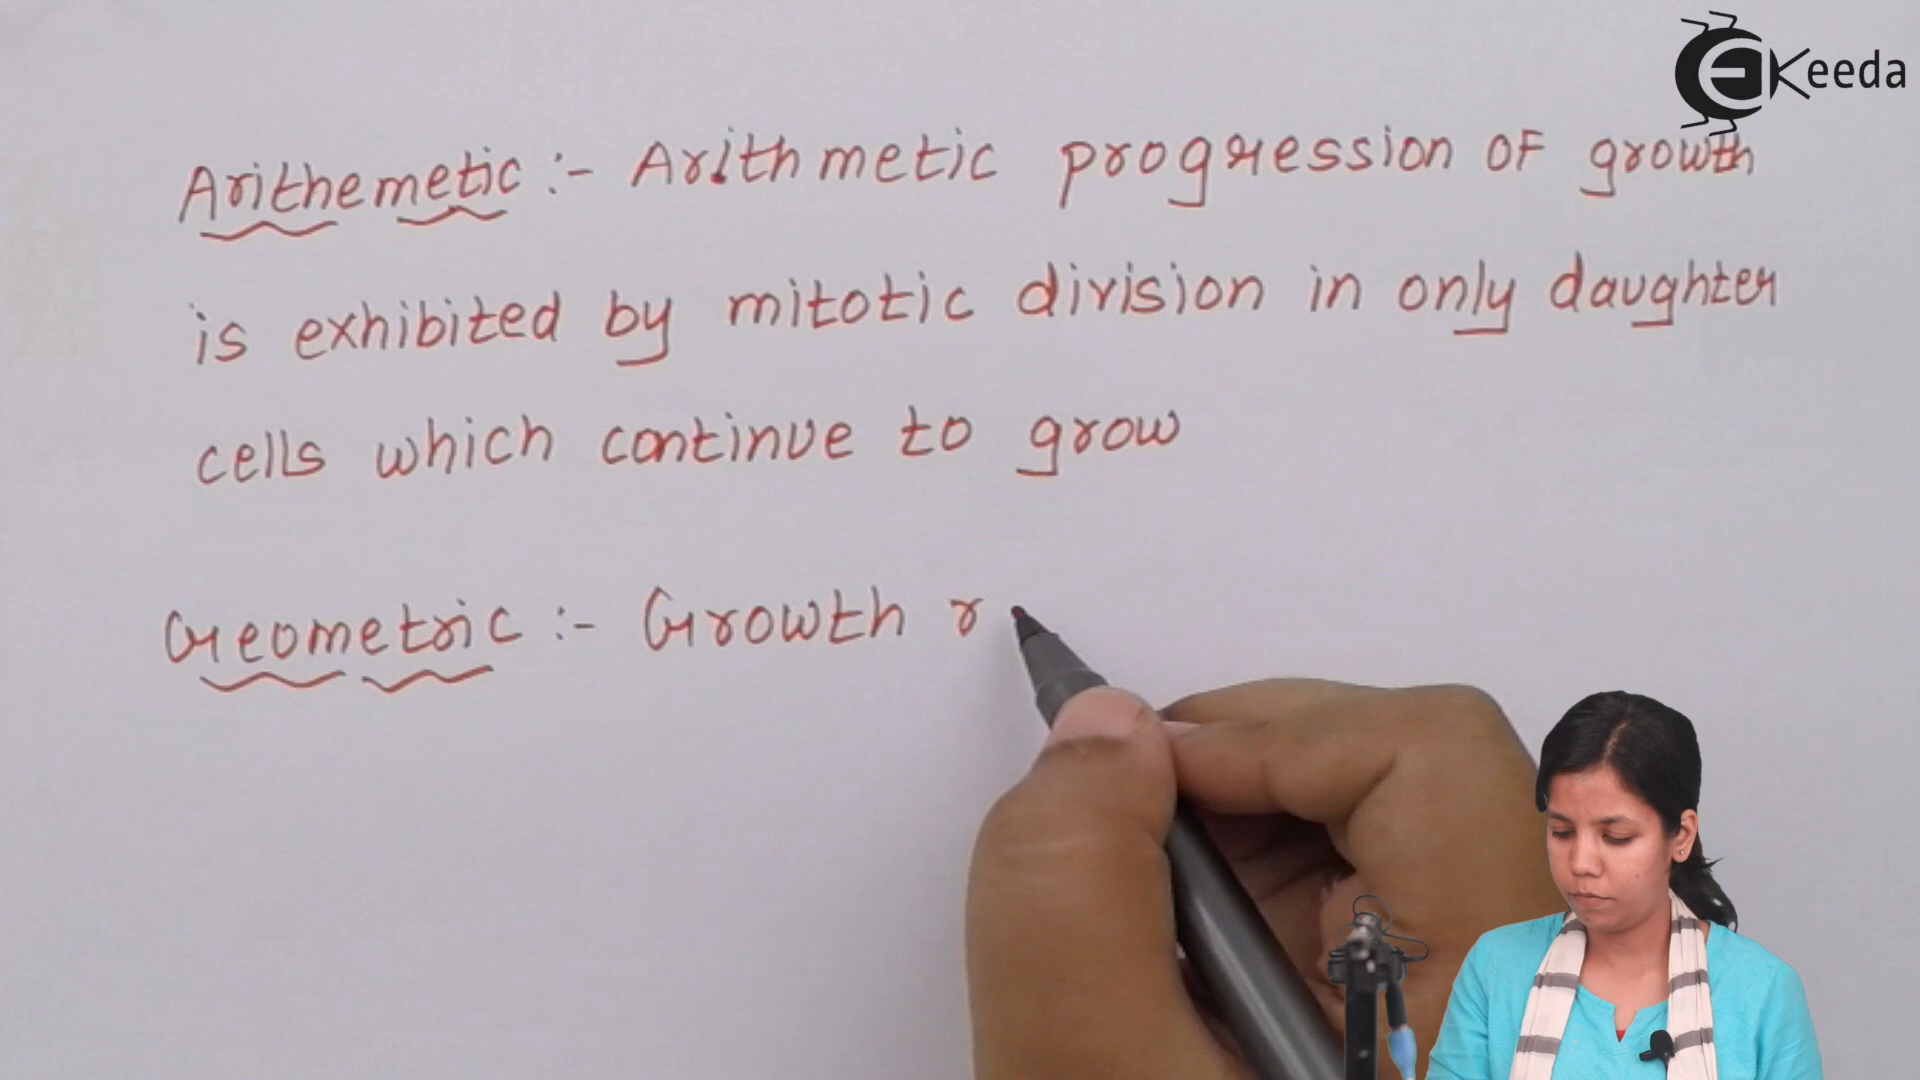 Keeda
Arithemetic :- Arithmetic progression OF growth
is exhibited by mitotic division in only daughter
cells which continue to grow
Geometric :- Growth r